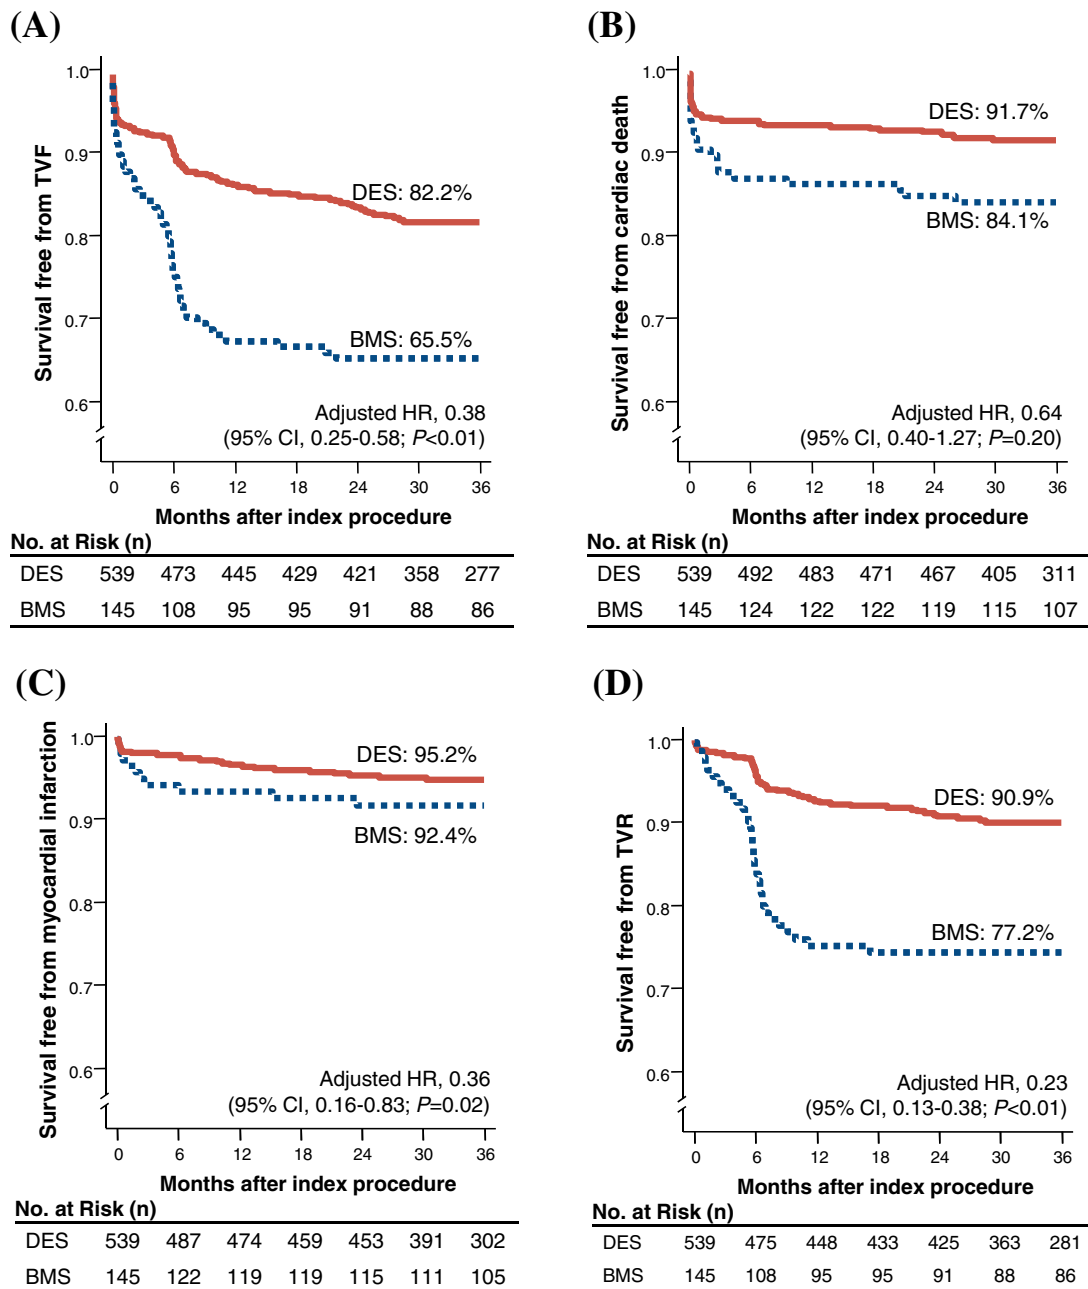 (A)
Survival free from TVF
1.0
0.9
0.8
0.7
0.6
DES: 82.2%
BMS: 65.5%
Adjusted HR, 0.38
(95% CI, 0.25-0.58; P<0.01)
0 6 12 18 24 30 36
Months after index procedure
No. at Risk (n)
DES 539 473 445 429 421 358 277
BMS 145 108 95 95 91 88 86
(B)
Survival free from cardiac death
1.0
0.9
0.8
0.7
0.6
DES: 91.7%
BMS: 84.1%
Adjusted HR, 0.64
(95% CI, 0.40-1.27; P=0.20)
0 6 12 18 24 30 36
Months after index procedure
No. at Risk (n)
DES 539 492 483 471 467 405 311
BMS 145 124 122 122 119 115 107
(C)
Survival free from myocardial infarction
1.0
0.9
0.8
0.7
0.6
DES: 95.2%
BMS: 92.4%
Adjusted HR, 0.36
(95% CI, 0.16-0.83; P=0.02)
0 6 12 18 24 30 36
Months after index procedure
No. at Risk (n)
DES 539 487 474 459 453 391 302
BMS 145 122 119 119 115 111 105
(D)
Survival free from TVR
1.0
0.9
0.8
0.7
0.6
DES: 90.9%
BMS: 77.2%
Adjusted HR, 0.23
(95% CI, 0.13-0.38; P<0.01)
0 6 12 18 24 30 36
Months after index procedure
No. at Risk (n)
DES 539 475 448 433 425 363 281
BMS 145 108 95 95 91 88 86